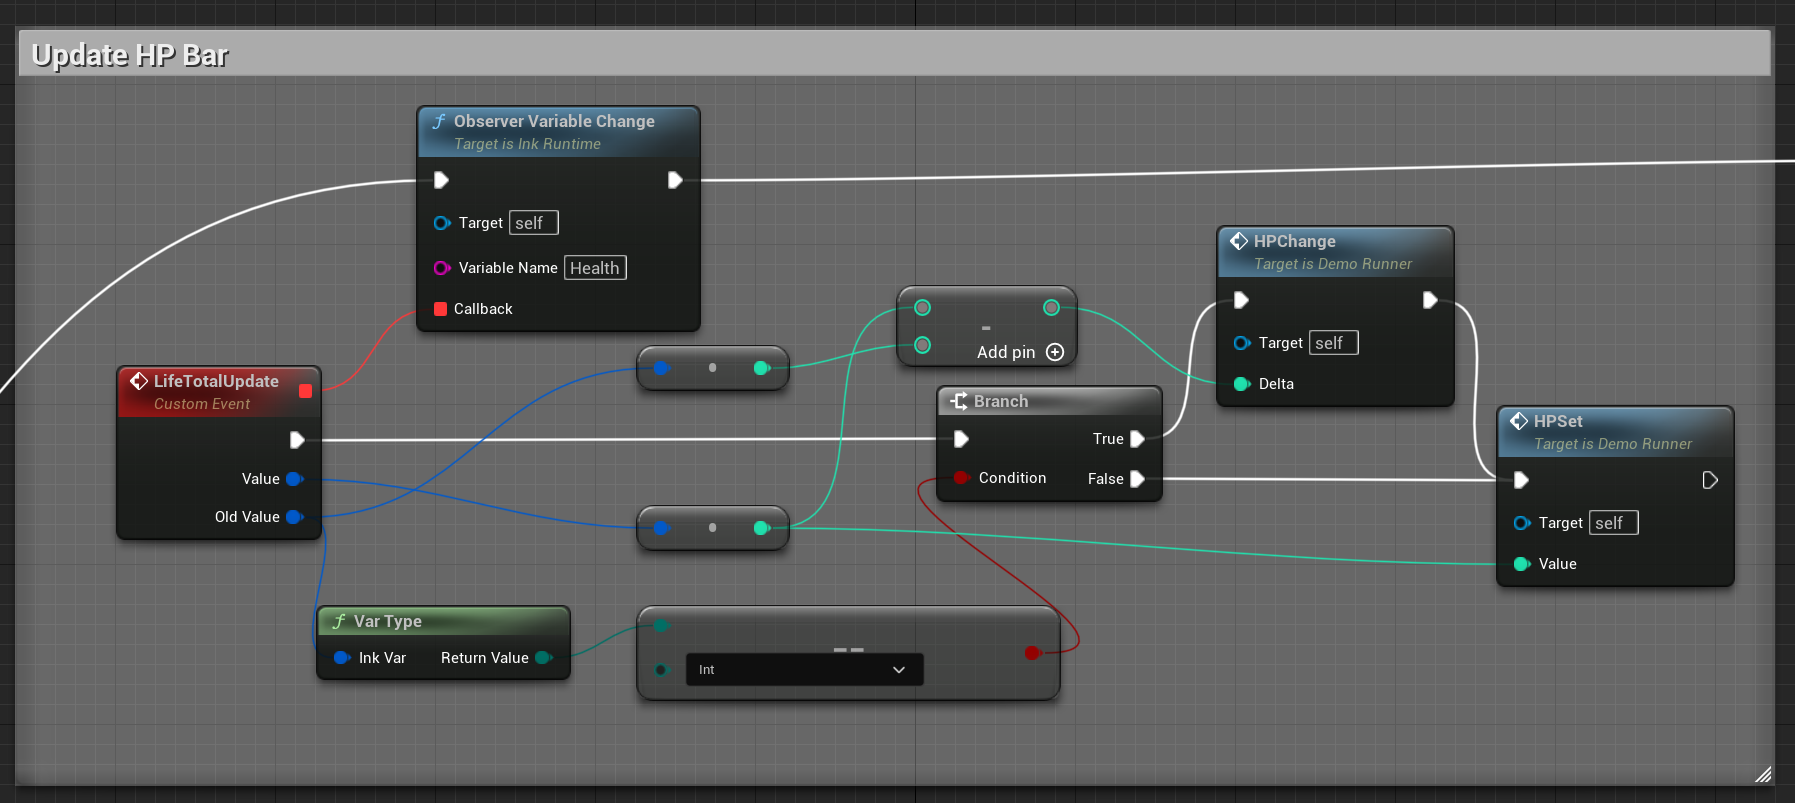 Update HP Bar
Observer Variable Change
Target is Ink Runtime
Target self
Variable Name Health
Callback
LifeTotalUpdate
Custom Event
Value
Old Value
-
Add pin
HPChange
Target is Demo Runner
Target self
Delta
Branch
True
Condition False
HPSet
Target is Demo Runner
Target self
Value
Var Type
Ink Var Return Value
==
Int